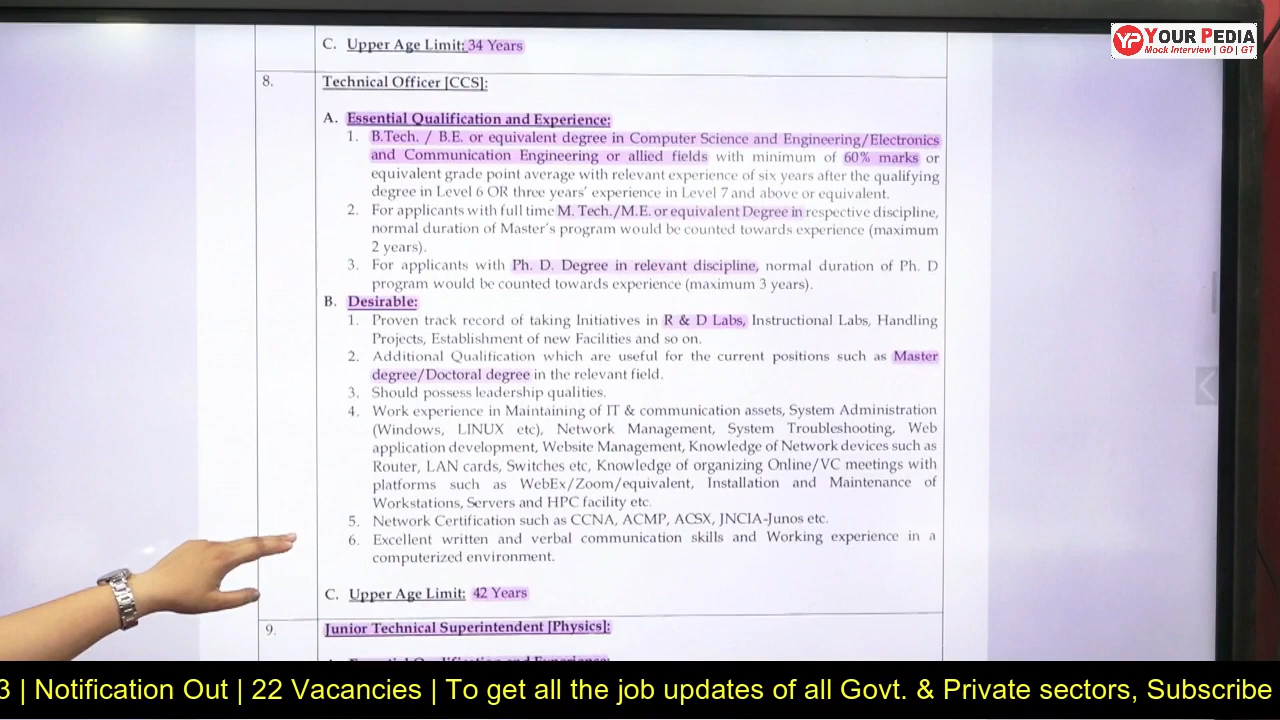 YP YOUR PEDIA
Mock Interview | GD | GT
C. Upper Age Limit: 34 Years
8. Technical Officer [CCS]:
A. Essential Qualification and Experience:
1. B.Tech. / B.E. or equivalent degree in Computer Science and Engineering/Electronics
and Communication Engineering or allied fields with minimum of 60% marks or
equivalent grade point average with relevant experience of six years after the qualifying
degree in Level 6 OR three years' experience in Level 7 and above or equivalent.
2. For applicants with full time M. Tech./M.E. or equivalent Degree in respective discipline,
normal duration of Master's program would be counted towards experience (maximum
2 years).
3. For applicants with Ph. D. Degree in relevant discipline, normal duration of Ph. D
program would be counted towards experience (maximum 3 years).
B. Desirable:
1. Proven track record of taking Initiatives in R & D Labs, Instructional Labs, Handling
Projects, Establishment of new Facilities and so on.
2. Additional Qualification which are useful for the current positions such as Master
degree/Doctoral degree in the relevant field.
3. Should possess leadership qualities.
4. Work experience in Maintaining of IT & communication assets, System Administration
(Windows, LINUX etc), Network Management, System Troubleshooting, Web
application development, Website Management, Knowledge of Network devices such as
Router, LAN cards, Switches etc, Knowledge of organizing Online/VC meetings with
platforms such as WebEx/Zoom/equivalent, Installation and Maintenance of
Workstations, Servers and HPC facility etc.
5. Network Certification such as CCNA, ACMP, ACSX, JNCIA-Junos etc.
6. Excellent written and verbal communication skills and Working experience in a
computerized environment.
C. Upper Age Limit: 42 Years
9. Junior Technical Superintendent [Physics]:
A. Essential Qualification and Experience:
3 | Notification Out | 22 Vacancies | To get all the job updates of all Govt. & Private sectors, Subscribe